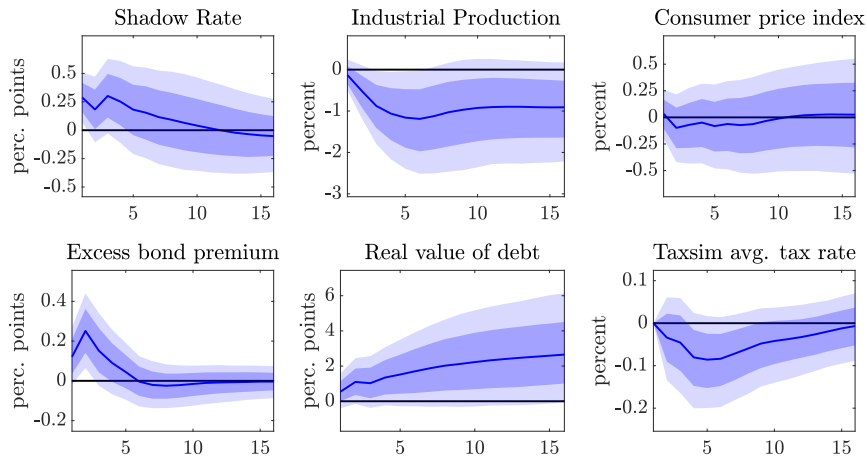 Shadow Rate
perc. points
0.5
0.25
0
-0.25
-0.5
5 10 15
Industrial Production
percent
0
-1
-2
-3
5 10 15
Consumer price index
percent
0.5
0.25
0
-0.25
-0.5
5 10 15
Excess bond premium
perc. points
0.4
0.2
0
-0.2
5 10 15
Real value of debt
perc. points
6
4
2
0
5 10 15
Taxsim avg. tax rate
percent
0.1
0
-0.1
-0.2
5 10 15